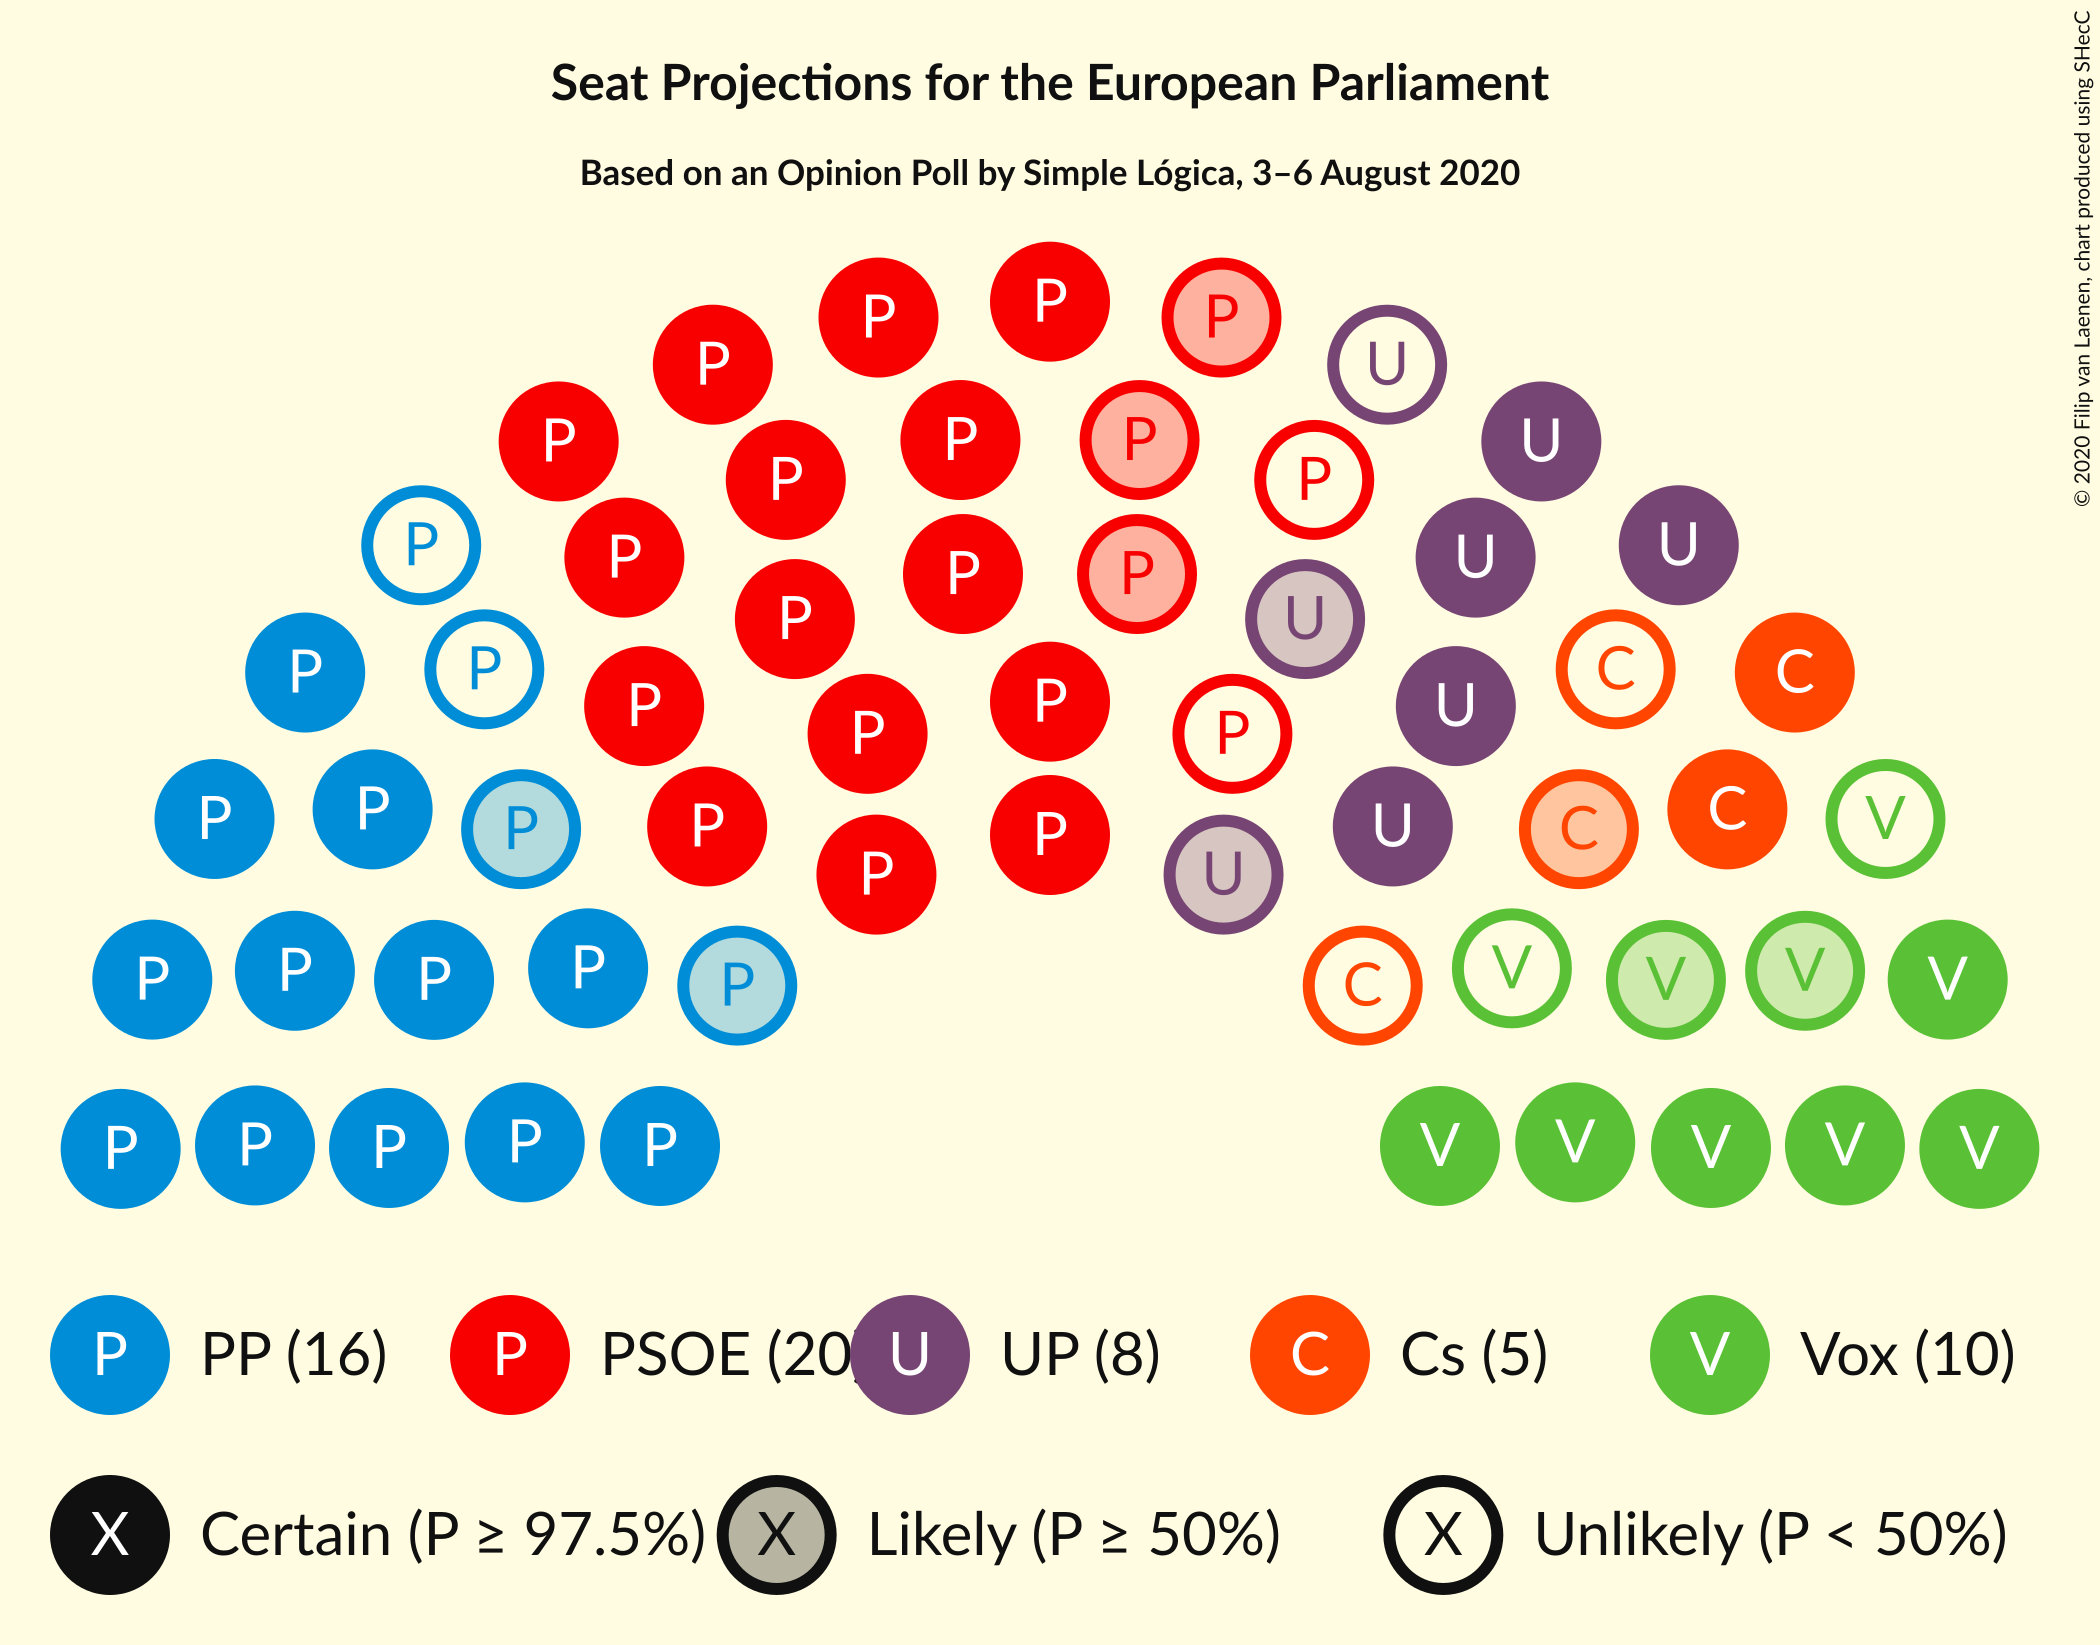 Seat Projections for the European Parliament
Based on an Opinion Poll by Simple Lógica, 3–6 August 2020
© 2020 Filip van Laenen, chart produced using SHecC
P P P U
P P U
P P P P
P U
P P P U U
P P P
P P U P C C
P P P P U
P P P P P U C C V
P U
P P P P P C V V V V
P P P P P V V V V V
P PP (16) P PSOE (20) U UP (8) C Cs (5) V Vox (10)
X Certain (P ≥ 97.5%) X Likely (P ≥ 50%) X Unlikely (P < 50%)